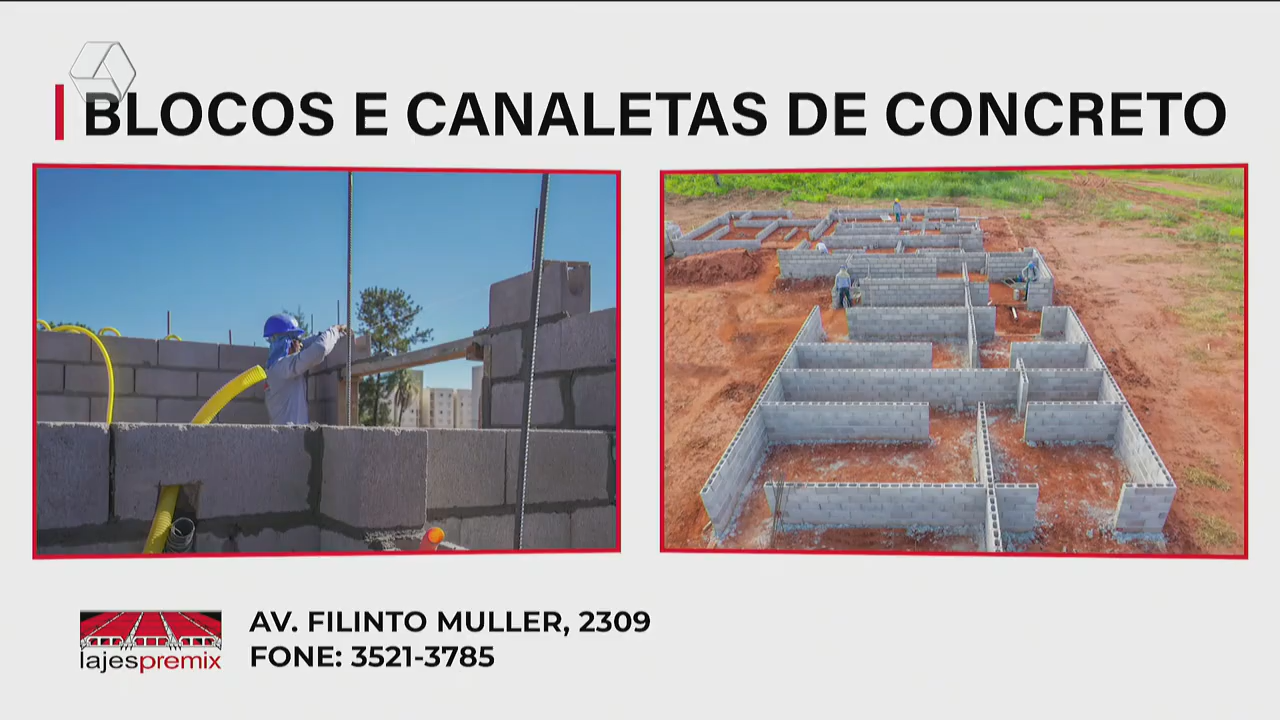 BLOCOS E CANALETAS DE CONCRETO
lajespremix
AV. FILINTO MULLER, 2309
FONE: 3521-3785